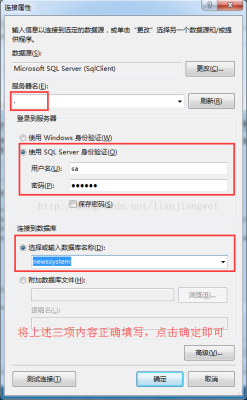 连接属性
输入信息以连接到选定的数据源，或单击“更改”选择另一个数据源和/或提供程序。
数据源(S):
Microsoft SQL Server (SqlClient)
更改(C)...
服务器名(E):
.
刷新(R)
登录到服务器
使用 Windows 身份验证(W)
使用 SQL Server 身份验证(Q)
用户名(U):
sa
密码(P):
●●●●●●
保存密码(S)
连接到数据库
选择或输入数据库名称(D):
newssystem
附加数据库文件(H):
浏览(B)...
逻辑名(L):
将上述三项内容正确填写，点击确定即可
高级(V)...
测试连接(T)
确定
取消